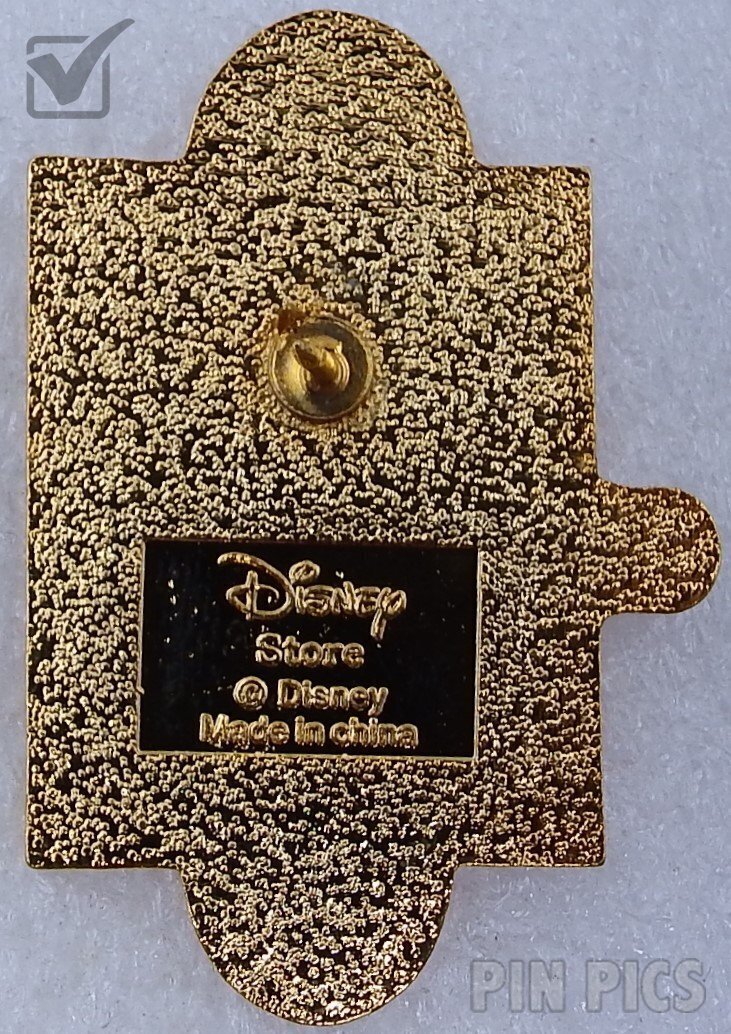 Disney
Store
© Disney
Made in china
PIN PICS